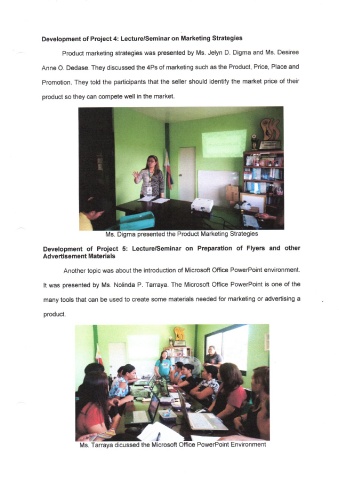 Development of Project 4: Lecture/Seminar on Marketing Strategies
Product marketing strategies was presented by Ms. Jelyn D. Digma and Ms. Desiree
Anne O. Dedase. They discussed the 4Ps of marketing such as the Product, Price, Place and
Promotion. They told the participants that the seller should identify the market price of their
product so they can compete well in the market.
Ms. Digma presented the Product Marketing Strategies
Development of Project 5: Lecture/Seminar on Preparation of Flyers and other
Advertisement Materials
Another topic was about the introduction of Microsoft Office PowerPoint environment.
It was presented by Ms. Nolinda P. Tarraya. The Microsoft Office PowerPoint is one of the
many tools that can be used to create some materials needed for marketing or advertising a
product.
Ms. Tarraya dicussed the Microsoft Office PowerPoint Environment